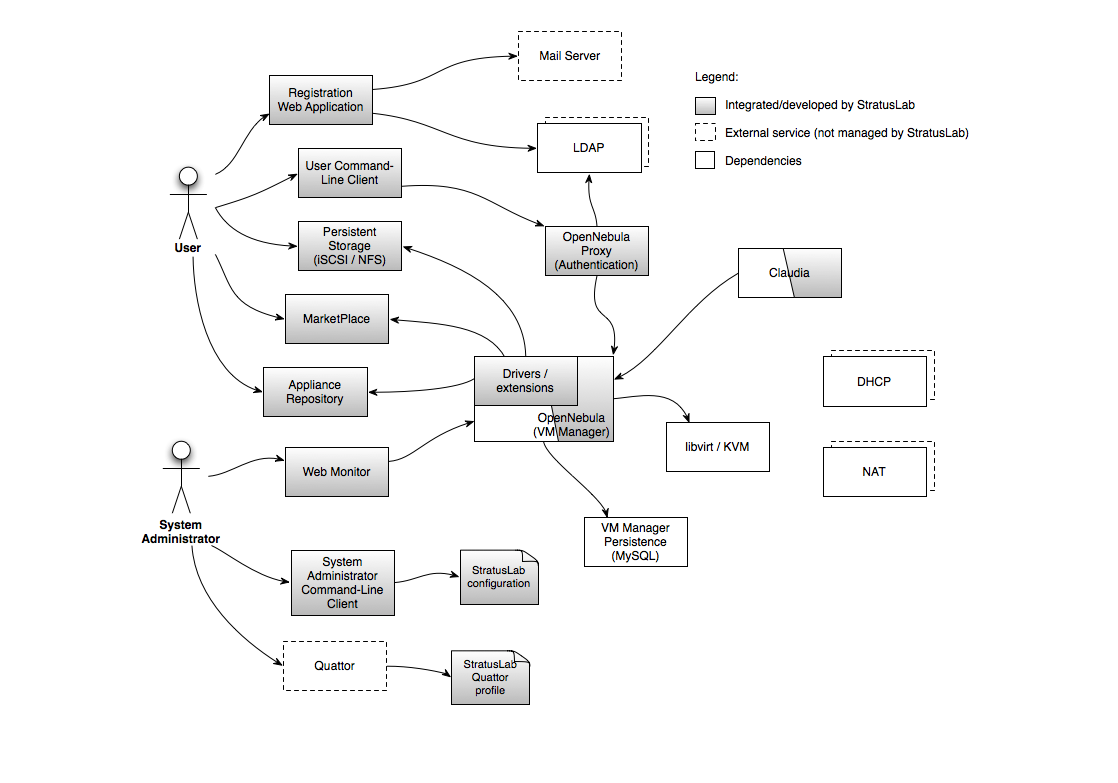 Mail Server
Legend:
Registration
Web Application
Integrated/developed by StratusLab
External service (not managed by StratusLab)
LDAP
Dependencies
User Command-
Line Client
Persistent
Storage
(iSCSI / NFS)
User
OpenNebula
Proxy
(Authentication)
Claudia
MarketPlace
Drivers /
extensions
DHCP
Appliance
Repository
OpenNebula
(VM Manager)
libvirt / KVM
Web Monitor
NAT
System
Administrator
VM Manager
Persistence
(MySQL)
System
Administrator
Command-Line
Client
StratusLab
configuration
Quattor
StratusLab
Quattor
profile